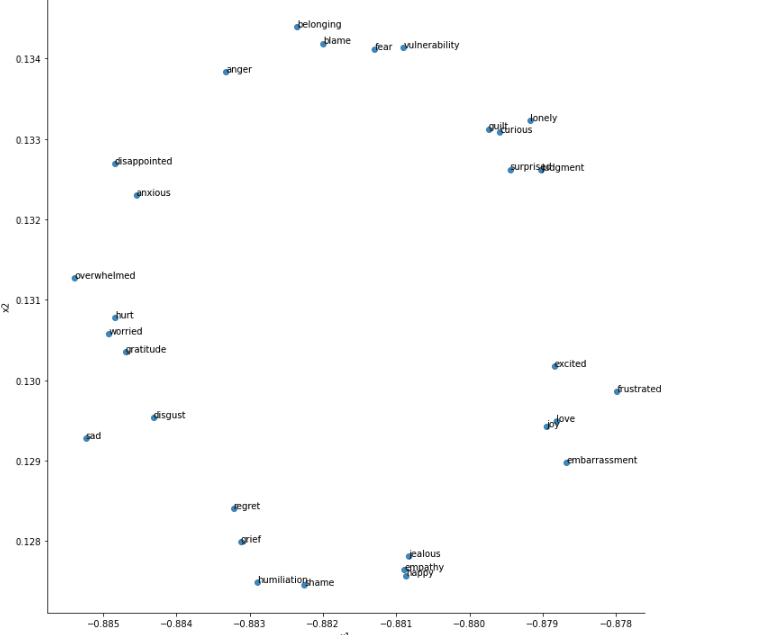 belonging
blame
fear
vulnerability
0.134
anger
lonely
guilt
curious
0.133
disappointed
surprised
judgment
anxious
0.132
overwhelmed
x2
0.131
hurt
worried
gratitude
excited
0.130
frustrated
disgust
love
joy
sad
0.129
embarrassment
regret
grief
0.128
jealous
empathy
happy
humiliation
shame
−0.885 −0.884 −0.883 −0.882 −0.881 −0.880 −0.879 −0.878